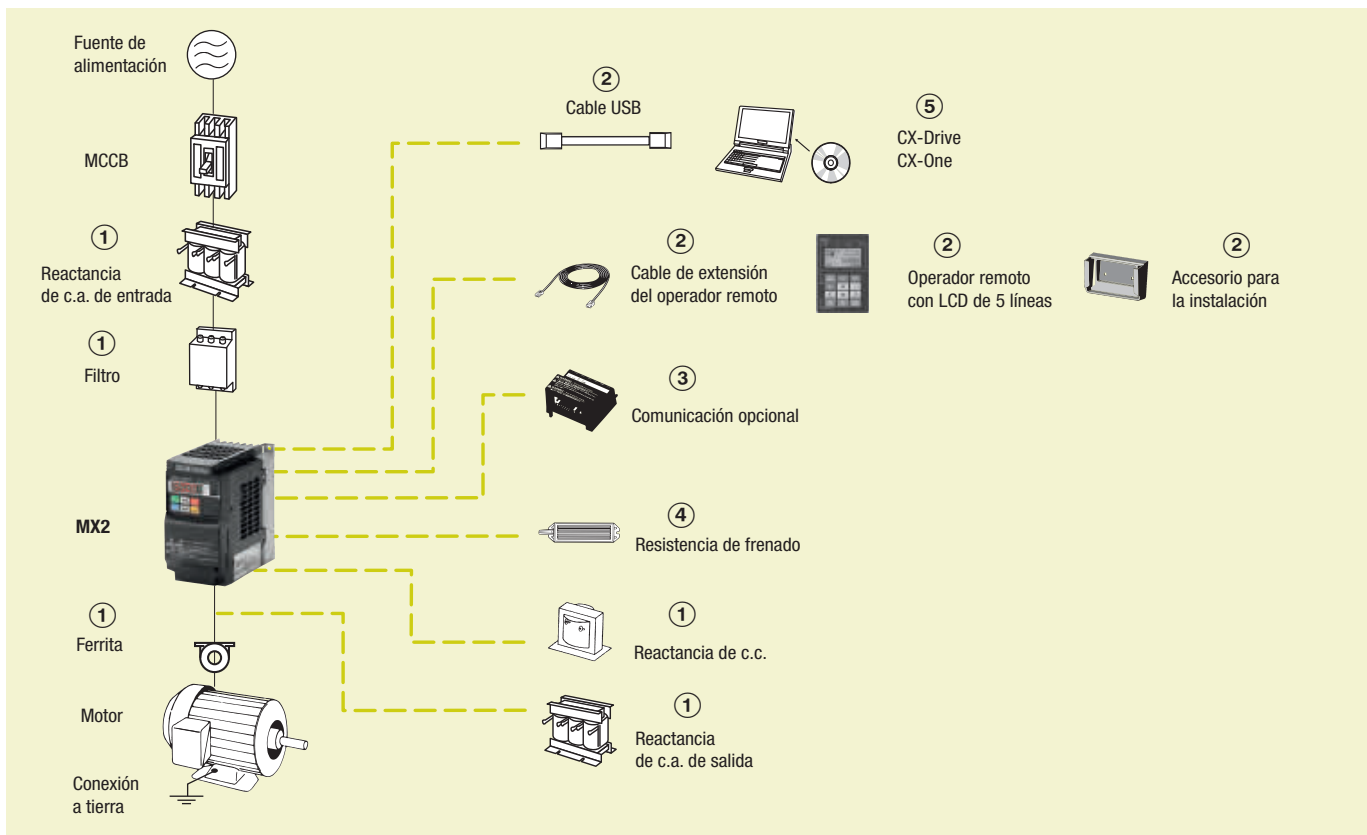 Fuente de
alimentación
MCCB
1
Reactancia
de c.a. de entrada
1
Filtro
MX2
1
Ferrita
Motor
Conexión
a tierra
2
Cable USB
5
CX-Drive
CX-One
2
Cable de extensión
del operador remoto
2
Operador remoto
con LCD de 5 líneas
2
Accesorio para
la instalación
3
Comunicación opcional
4
Resistencia de frenado
1
Reactancia de c.c.
1
Reactancia
de c.a. de salida